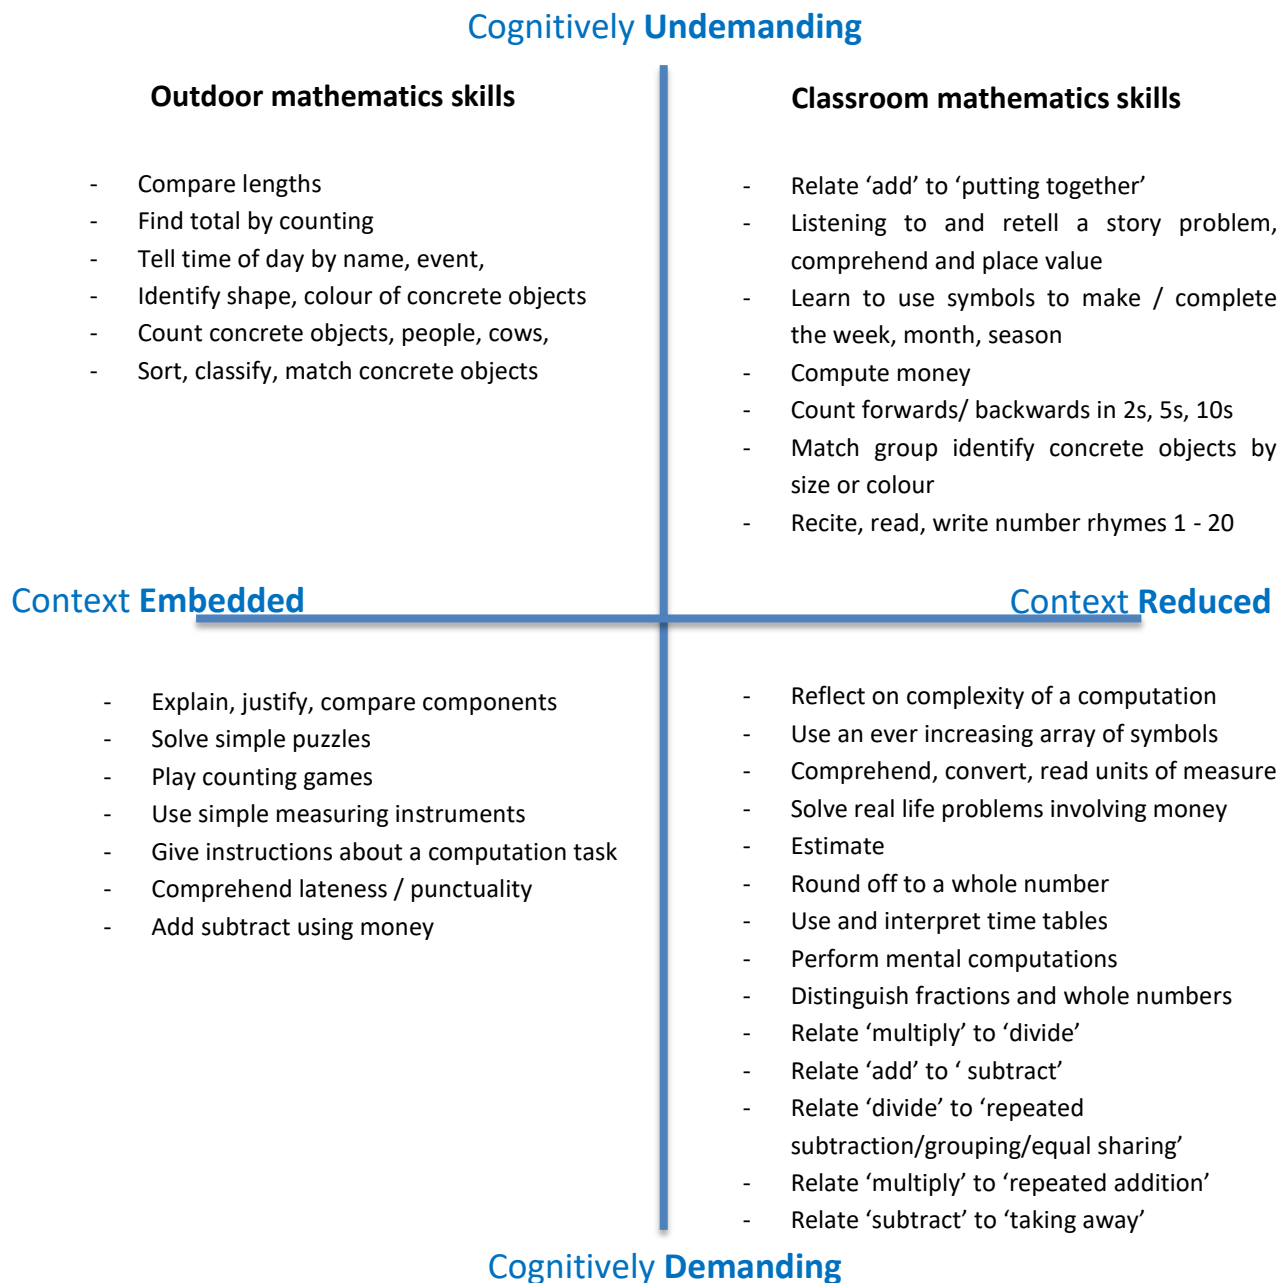 Cognitively Undemanding
Outdoor mathematics skills
- Compare lengths
- Find total by counting
- Tell time of day by name, event,
- Identify shape, colour of concrete objects
- Count concrete objects, people, cows,
- Sort, classify, match concrete objects
Classroom mathematics skills
- Relate ‘add’ to ‘putting together’
- Listening to and retell a story problem,
comprehend and place value
- Learn to use symbols to make / complete
the week, month, season
- Compute money
- Count forwards/ backwards in 2s, 5s, 10s
- Match group identify concrete objects by
size or colour
- Recite, read, write number rhymes 1 - 20
Context Embedded
Context Reduced
- Explain, justify, compare components
- Solve simple puzzles
- Play counting games
- Use simple measuring instruments
- Give instructions about a computation task
- Comprehend lateness / punctuality
- Add subtract using money
- Reflect on complexity of a computation
- Use an ever increasing array of symbols
- Comprehend, convert, read units of measure
- Solve real life problems involving money
- Estimate
- Round off to a whole number
- Use and interpret time tables
- Perform mental computations
- Distinguish fractions and whole numbers
- Relate ‘multiply’ to ‘divide’
- Relate ‘add’ to ‘ subtract’
- Relate ‘divide’ to ‘repeated
subtraction/grouping/equal sharing’
- Relate ‘multiply’ to ‘repeated addition’
- Relate ‘subtract’ to ‘taking away’
Cognitively Demanding